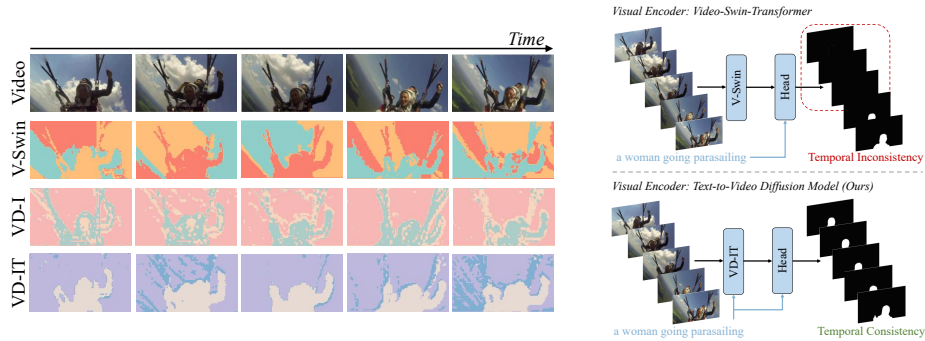 Time
Video
V-Swin
VD-I
VD-IT
Visual Encoder: Video-Swin-Transformer
V-Swin
Head
a woman going parasailing
Temporal Inconsistency
Visual Encoder: Text-to-Video Diffusion Model (Ours)
VD-IT
Head
a woman going parasailing
Temporal Consistency